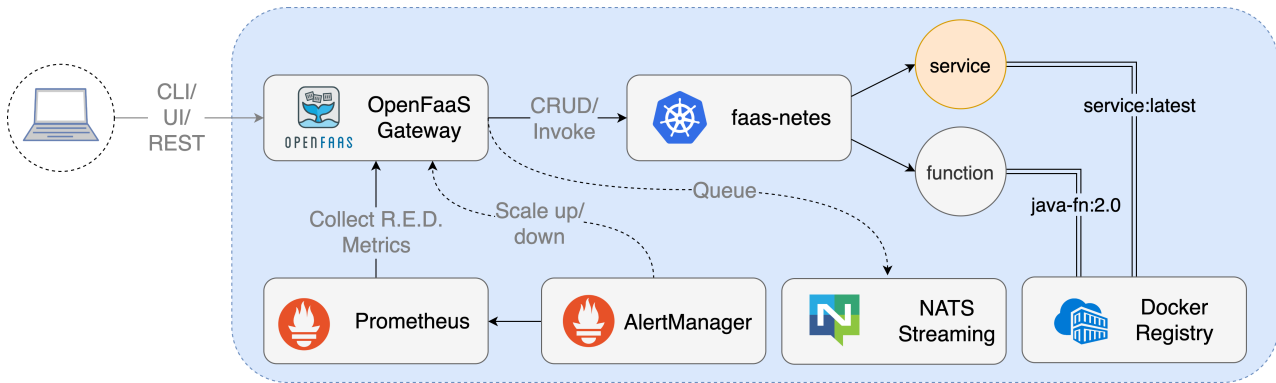 CLI/
UI/
REST
OpenFaaS
Gateway
OPENFAAS
CRUD/
Invoke
faas-netes
service
function
service:latest
java-fn:2.0
Queue
Collect R.E.D.
Metrics
Scale up/
down
Prometheus
AlertManager
N
NATS
Streaming
Docker
Registry